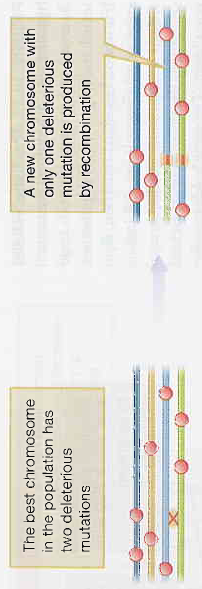 A new chromosome with
only one deleterious
mutation is produced
by recombination
The best chromosome
in the population has
two deleterious
mutations